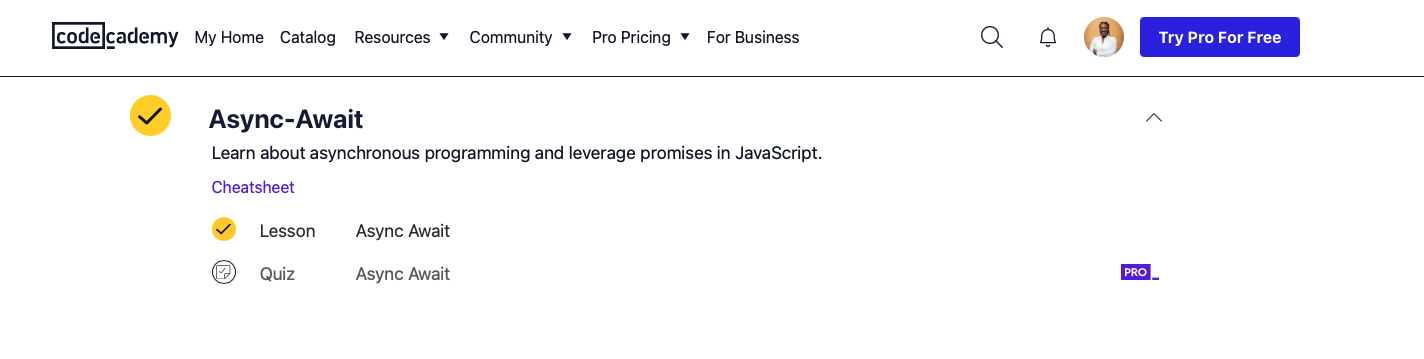 codecademy My Home Catalog Resources Community Pro Pricing For Business Try Pro For Free
Async-Await
Learn about asynchronous programming and leverage promises in JavaScript.
Cheatsheet
Lesson Async Await
Quiz Async Await PRO